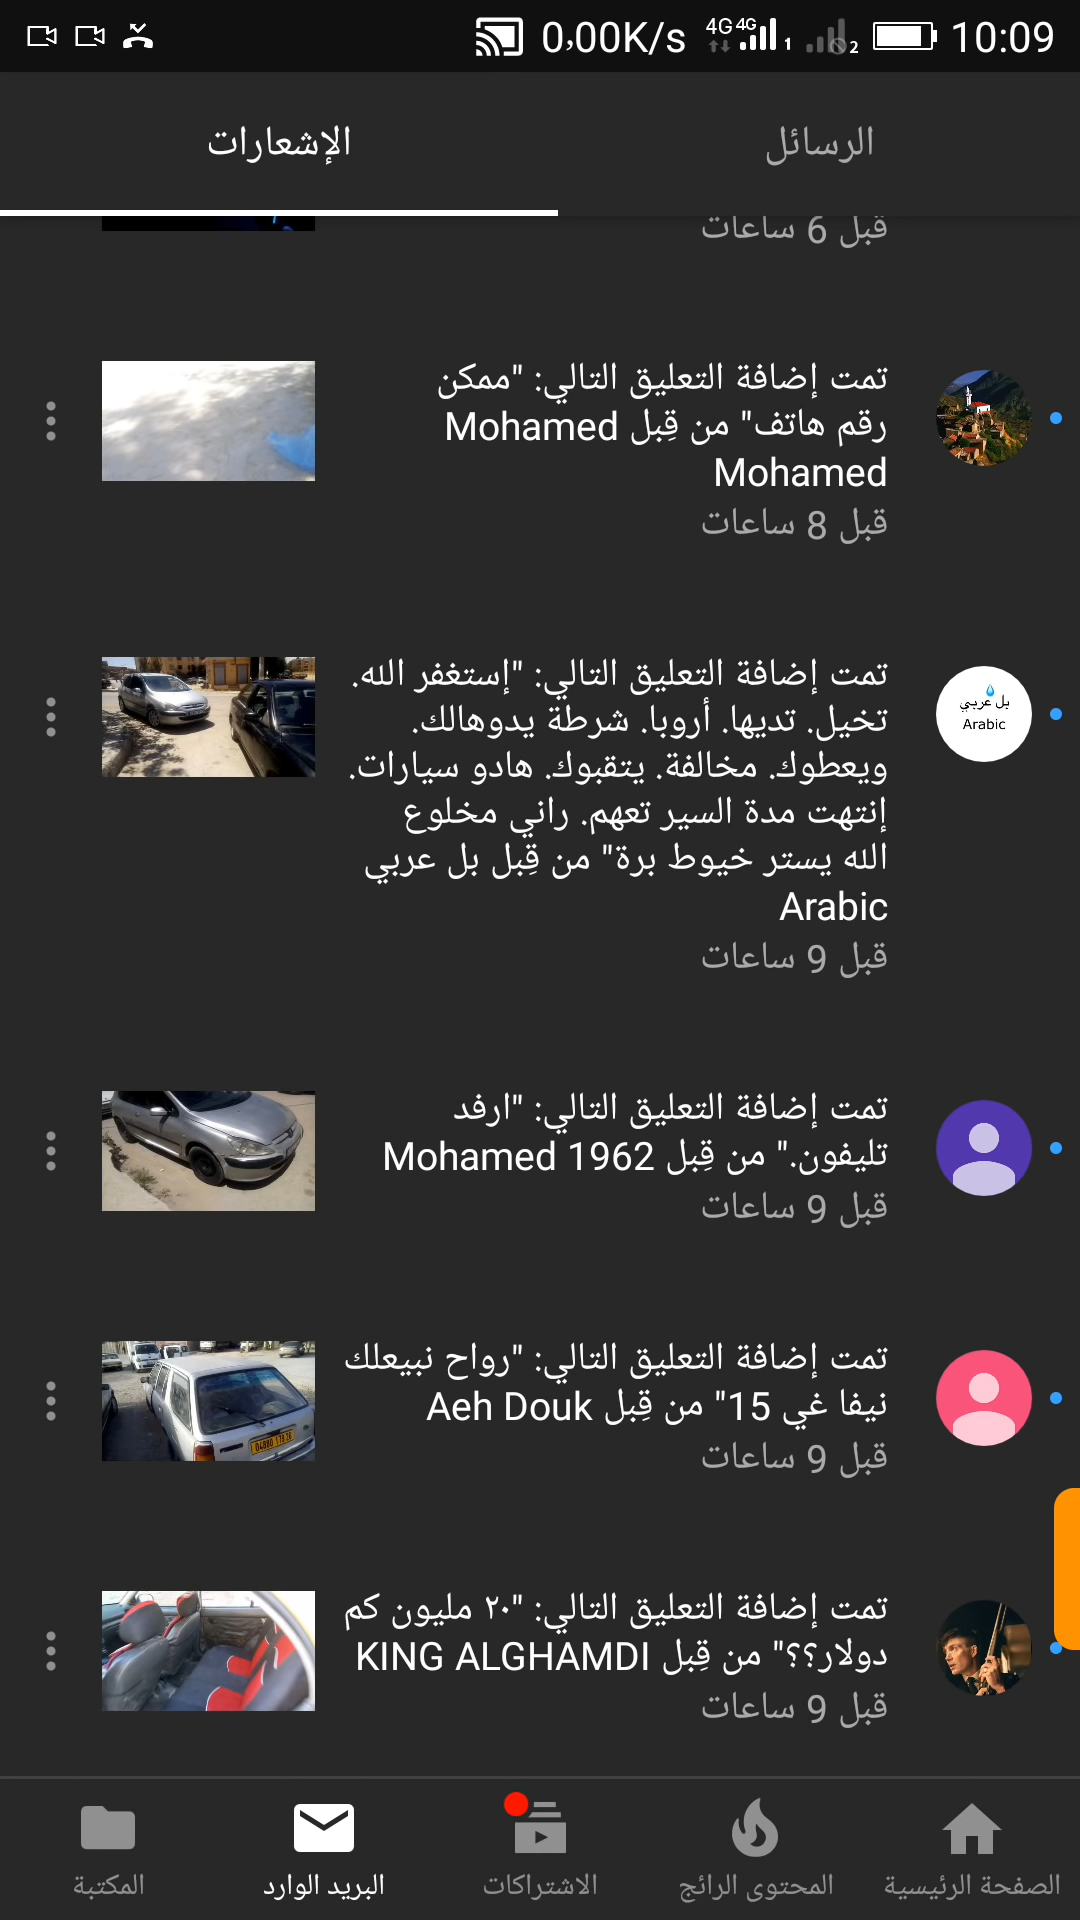 0,00K/s 4G 4G 1 2 10:09
الرسائل
الإشعارات
قبل 6 ساعات
تمت إضافة التعليق التالي: "ممكن
رقم هاتف" من قِبل Mohamed
Mohamed
قبل 8 ساعات
بل عربي
Arabic
تمت إضافة التعليق التالي: "إستغفر الله.
تخيل. تديها. أروبا. شرطة يدوهالك.
ويعطوك. مخالفة. يتقبوك. هادو سيارات.
إنتهت مدة السير تعهم. راني مخلوع
الله يستر خيوط برة" من قِبل بل عربي
Arabic
قبل 9 ساعات
تمت إضافة التعليق التالي: "ارفد
تليفون." من قِبل Mohamed 1962
قبل 9 ساعات
تمت إضافة التعليق التالي: "رواح نبيعلك
نيفا غي 15" من قِبل Aeh Douk
قبل 9 ساعات
تمت إضافة التعليق التالي: "٢٠ مليون كم
دولار؟؟" من قِبل KING ALGHAMDI
قبل 9 ساعات
الصفحة الرئيسية
المحتوى الرائج
الاشتراكات
البريد الوارد
المكتبة